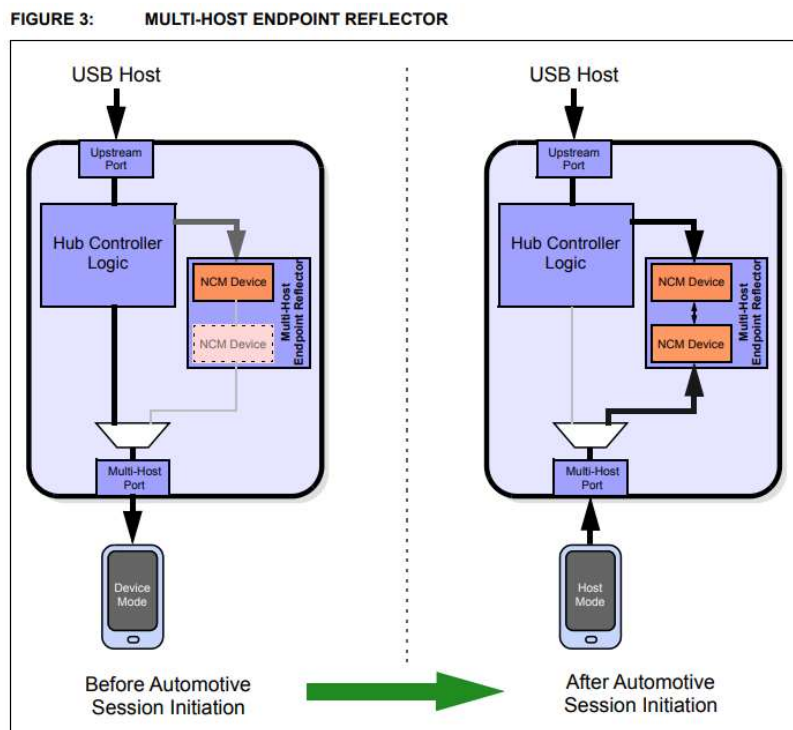 FIGURE 3: MULTI-HOST ENDPOINT REFLECTOR
USB Host
Upstream
Port
Hub Controller
Logic
NCM Device
NCM Device
Multi-Host
Endpoint Reflector
Multi-Host
Port
Device
Mode
Before Automotive
Session Initiation
USB Host
Upstream
Port
Hub Controller
Logic
NCM Device
NCM Device
Multi-Host
Endpoint Reflector
Multi-Host
Port
Host
Mode
After Automotive
Session Initiation